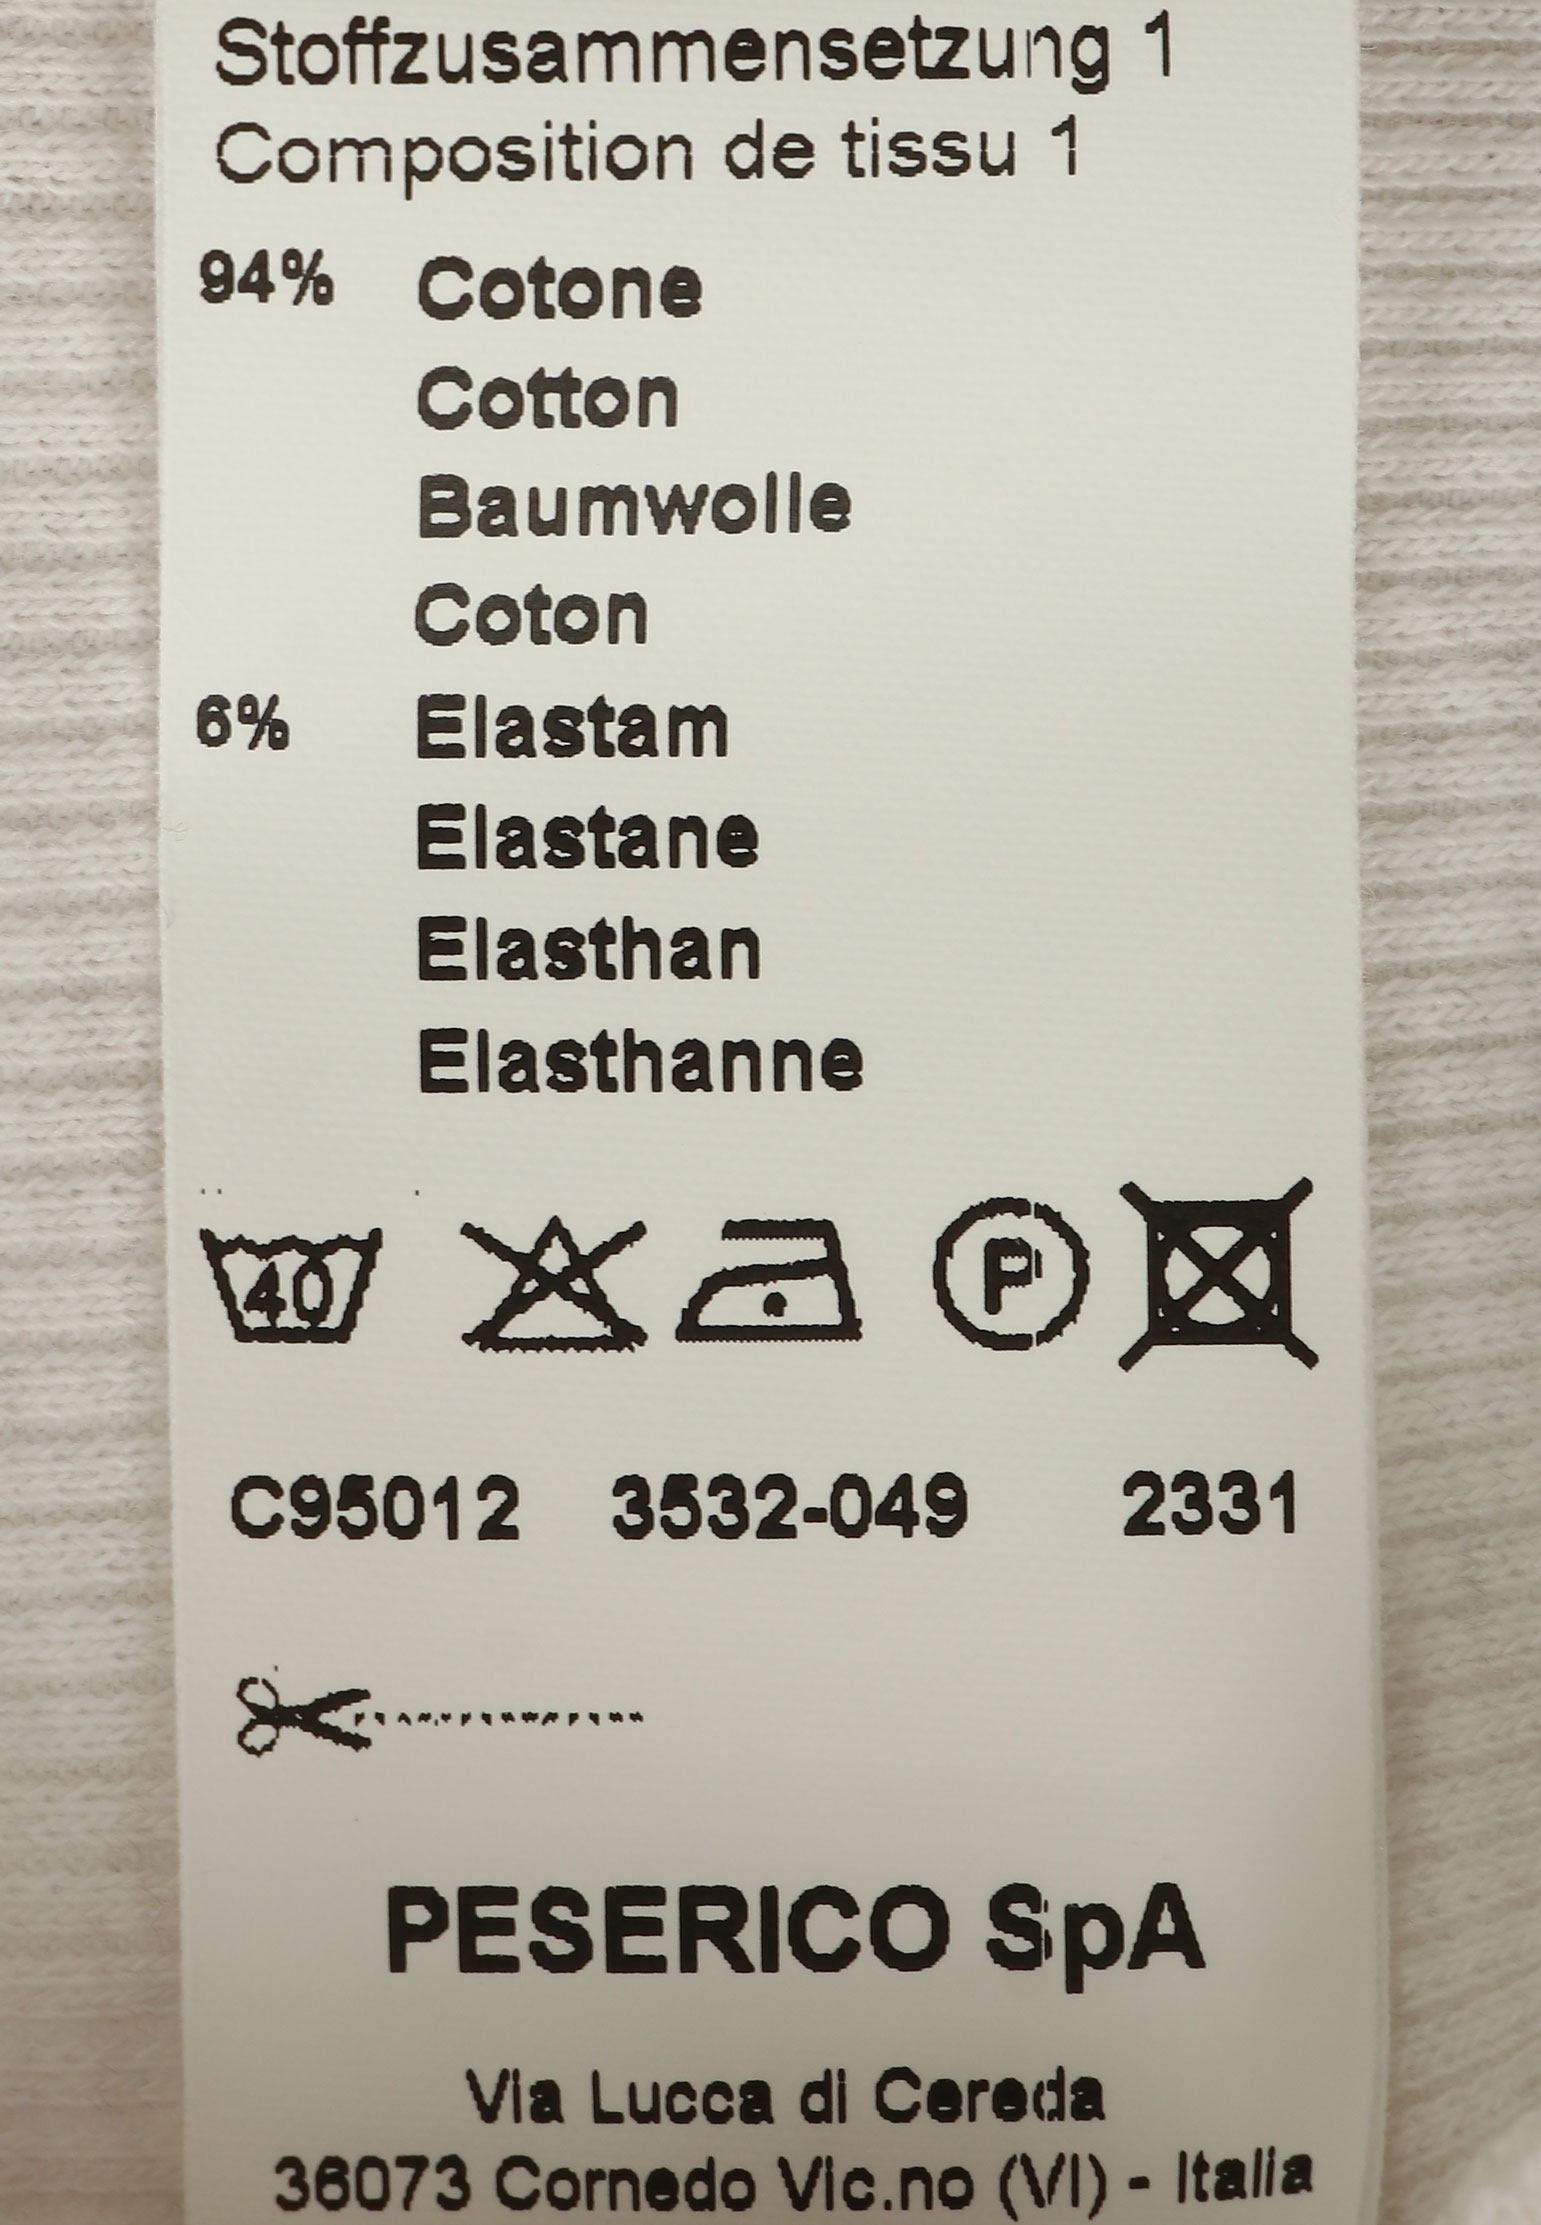 Stoffzusammensetzung 1
Composition de tissu 1
94% Cotone
Cotton
Baumwolle
Coton
6% Elastam
Elastane
Elasthan
Elasthanne
40 P
C95012 3532-049 2331
PESERICO SpA
Via Lucca di Cereda
36073 Cornedo Vic.no (VI) - Italia